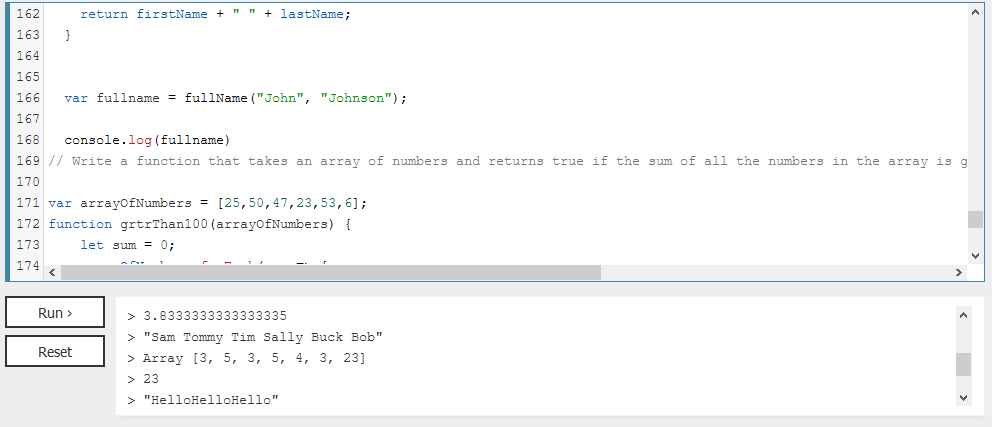 162 return firstName + " " + lastName;
163 }
164
165
166 var fullname = fullName("John", "Johnson");
167
168 console.log(fullname)
169 // Write a function that takes an array of numbers and returns true if the sum of all the numbers in the array is g
170
171 var arrayOfNumbers = [25,50,47,23,53,6];
172 function grtrThan100(arrayOfNumbers) {
173 let sum = 0;
174
Run ›
Reset
> 3.8333333333333335
> "Sam Tommy Tim Sally Buck Bob"
> Array [3, 5, 3, 5, 4, 3, 23]
> 23
> "HelloHelloHello"